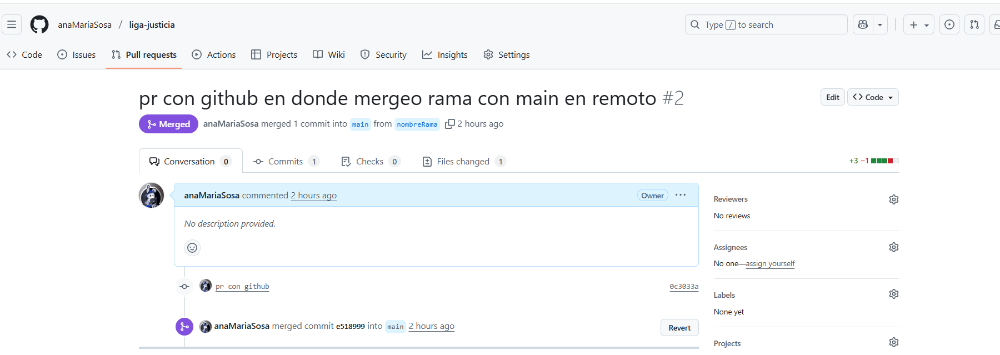 anaMariaSosa / liga-justicia
Type / to search
Code
Issues
Pull requests
Actions
Projects
Wiki
Security
Insights
Settings
pr con github en donde mergeo rama con main en remoto #2
Edit
Code
Merged
anaMariaSosa merged 1 commit into main from nombreRama 2 hours ago
Conversation 0
Commits 1
Checks 0
Files changed 1
+3 −1
anaMariaSosa commented 2 hours ago
Owner
No description provided.
pr con github
0c3033a
anaMariaSosa merged commit e518999 into main 2 hours ago
Revert
Reviewers
No reviews
Assignees
No one—assign yourself
Labels
None yet
Projects